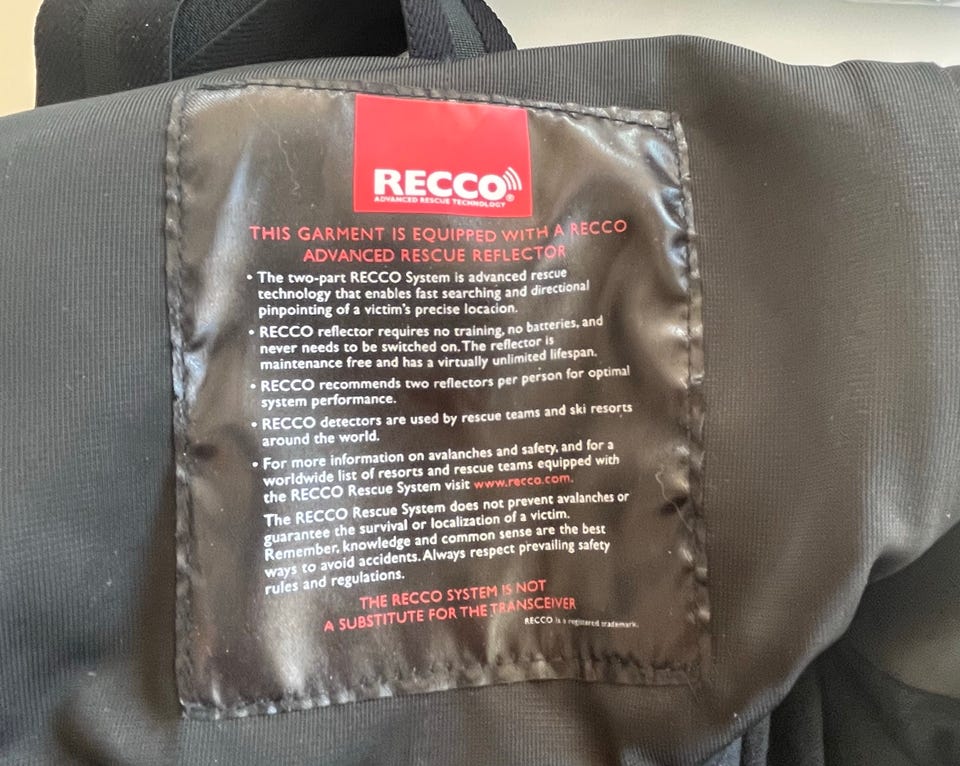 RECCO®
ADVANCED RESCUE TECHNOLOGY
THIS GARMENT IS EQUIPPED WITH A RECCO
ADVANCED RESCUE REFLECTOR
• The two-part RECCO System is advanced rescue
technology that enables fast searching and directional
pinpointing of a victim's precise locacion.
• RECCO reflector requires no training, no batteries, and
never needs to be switched on. The reflector is
maintenance free and has a virtually unlimited lifespan.
• RECCO recommends two reflectors per person for optimal
system performance.
• RECCO detectors are used by rescue teams and ski resorts
around the world.
• For more information on avalanches and safety, and for a
worldwide list of resorts and rescue teams equipped with
the RECCO Rescue System visit www.recco.com.
The RECCO Rescue System does not prevent avalanches or
guarantee the survival or localization of a victim.
Remember, knowledge and common sense are the best
ways to avoid accidents. Always respect prevailing safety
rules and regulations.
THE RECCO SYSTEM IS NOT
A SUBSTITUTE FOR THE TRANSCEIVER
RECCO is a registered trademark.